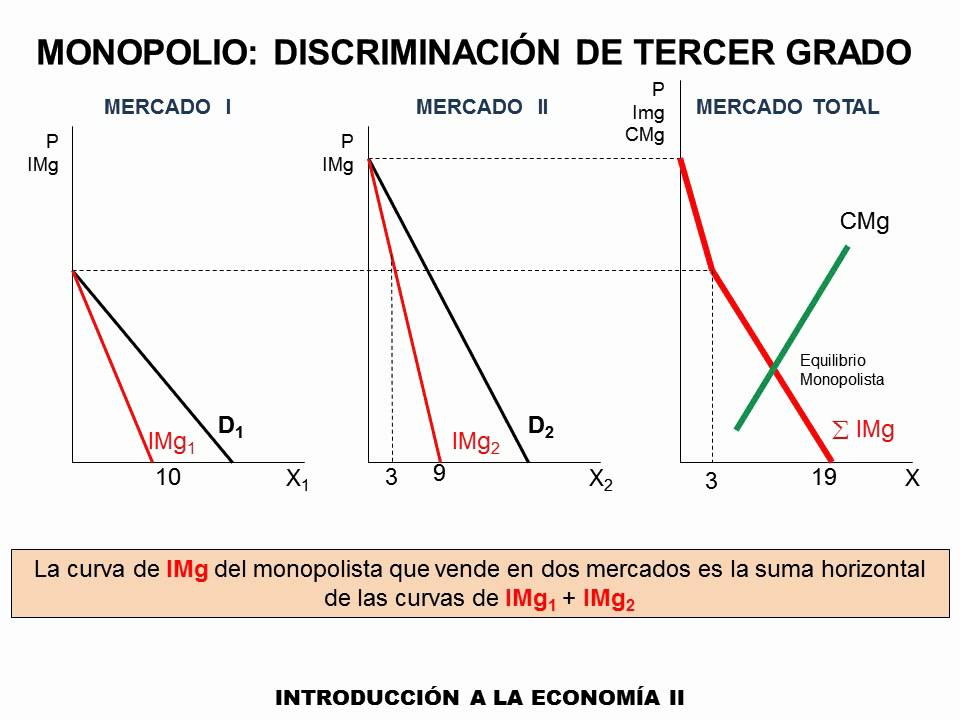 MONOPOLIO: DISCRIMINACIÓN DE TERCER GRADO
MERCADO I
P
IMg
D₁
IMg₁
10
X₁
MERCADO II
P
IMg
D₂
IMg₂
3
9
X₂
MERCADO TOTAL
P
Img
CMg
CMg
Equilibrio
Monopolista
∑ IMg
3
19
X
La curva de IMg del monopolista que vende en dos mercados es la suma horizontal
de las curvas de IMg₁ + IMg₂
INTRODUCCIÓN A LA ECONOMÍA II